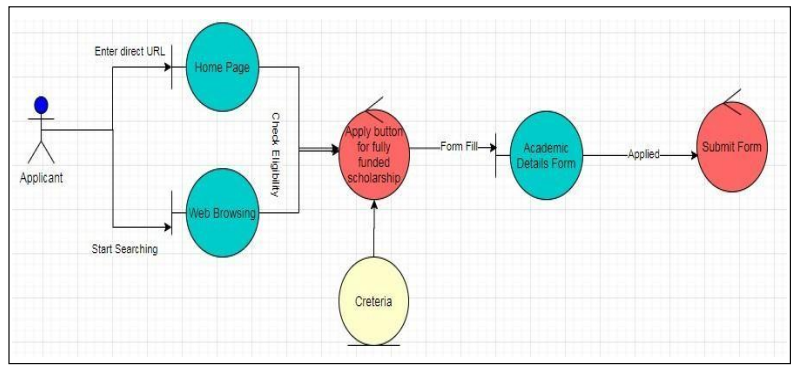 Enter direct URL
Home Page
Applicant
Check Eligibility
Web Browsing
Start Searching
Apply button
for fully
funded
scholarship
Form Fill
Academic
Details Form
Applied
Submit Form
Creteria